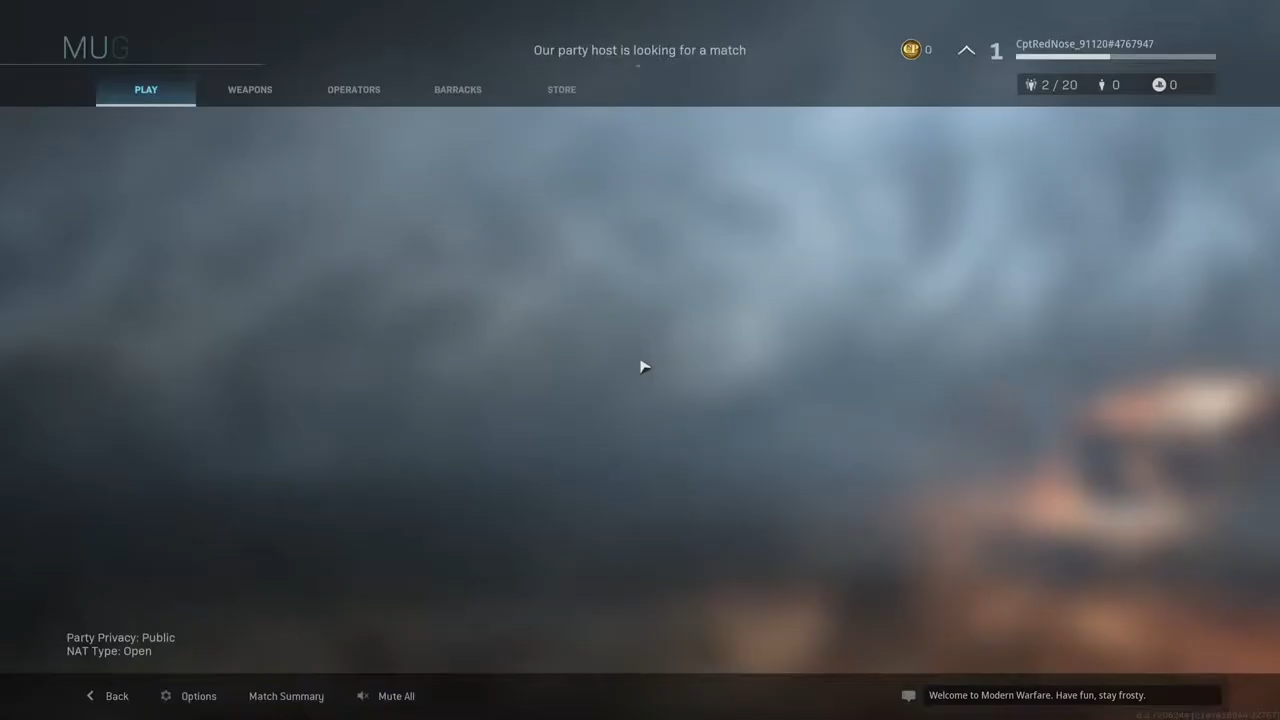 MUG
Our party host is looking for a match
CP 0
1
CptRedNose_91120#4767947
2 / 20 0 0
PLAY WEAPONS OPERATORS BARRACKS STORE
Party Privacy: Public
NAT Type: Open
Back Options Match Summary Mute All
Welcome to Modern Warfare. Have fun, stay frosty.